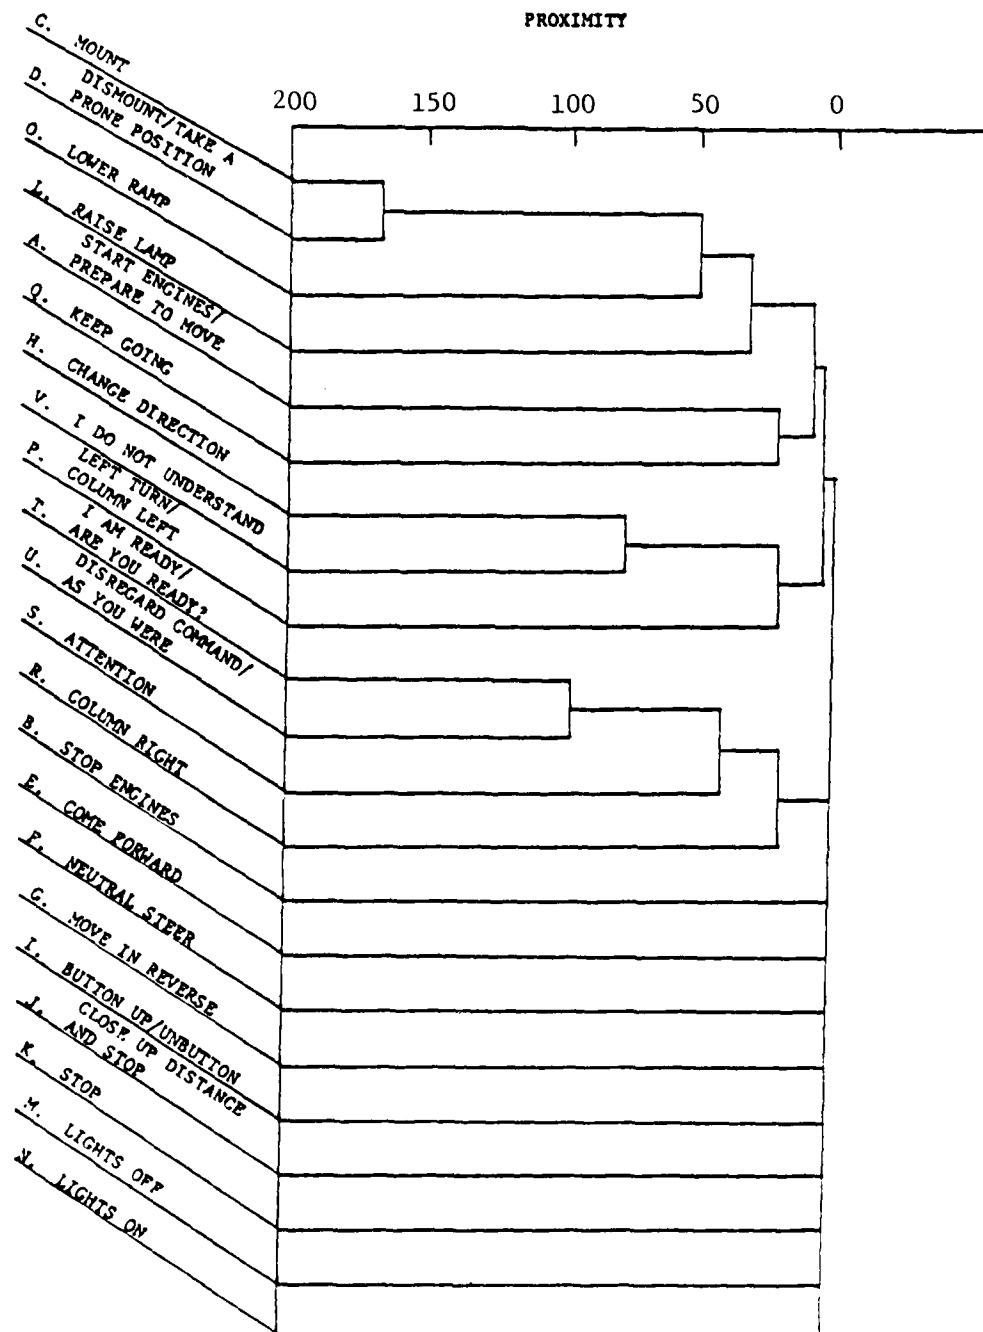 PROXIMITY
200 150 100 50 0
C. MOUNT
D. DISMOUNT/TAKE A
PRONE POSITION
O. LOWER RAMP
L. RAISE LAMP
A. START ENGINES/
PREPARE TO MOVE
Q. KEEP GOING
H. CHANGE DIRECTION
V. I DO NOT UNDERSTAND
P. LEFT TURN/
COLUMN LEFT
T. I AM READY/
ARE YOU READY?
U. DISREGARD COMMAND/
AS YOU WERE
S. ATTENTION
R. COLUMN RIGHT
B. STOP ENGINES
E. COME FORWARD
F. NEUTRAL STEER
G. MOVE IN REVERSE
I. BUTTON UP/UNBUTTON
J. CLOSE UP DISTANCE
AND STOP
K. STOP
M. LIGHTS OFF
N. LIGHTS ON